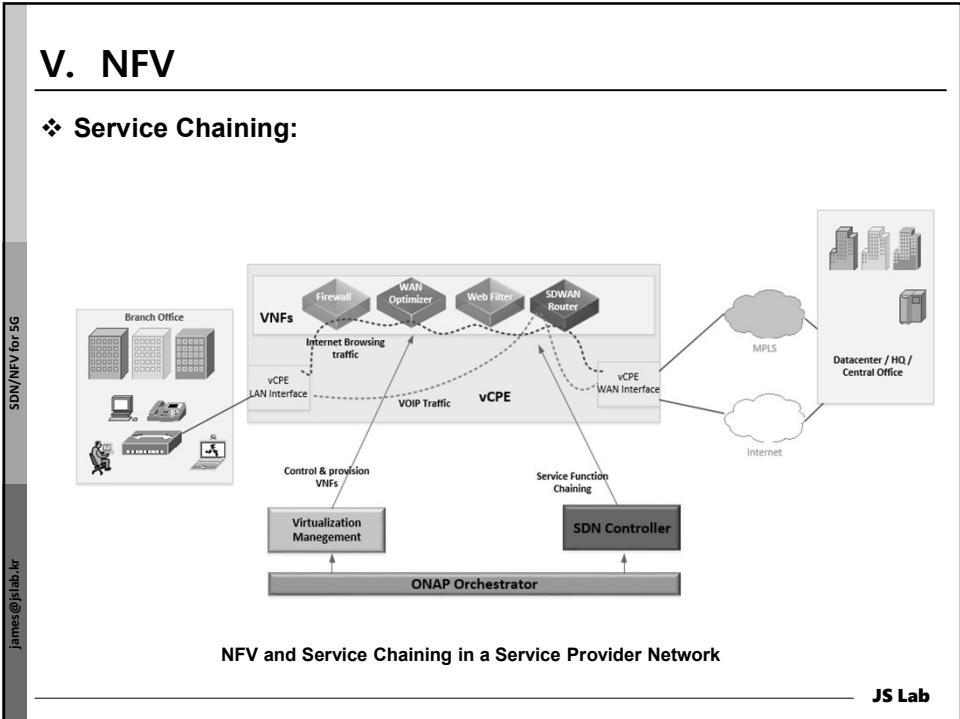 V. NFV
❖ Service Chaining:
SDN/NFV for 5G
james@jslab.kr
Branch Office
VNFs
Firewall
WAN
Optimizer
Web Filter
SDWAN
Router
Internet Browsing
traffic
vCPE
LAN Interface
VOIP Traffic
vCPE
vCPE
WAN Interface
MPLS
Internet
Datacenter / HQ /
Central Office
Control & provision
VNFs
Service Function
Chaining
Virtualization
Manegement
SDN Controller
ONAP Orchestrator
NFV and Service Chaining in a Service Provider Network
JS Lab